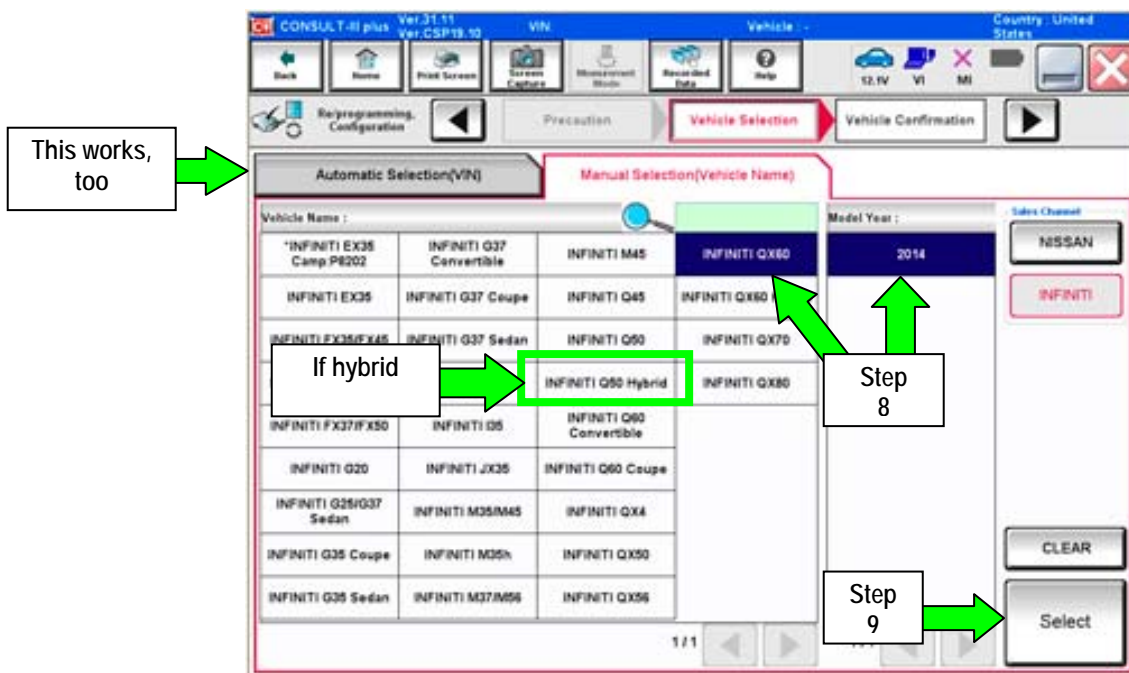 CONSULT-III plus
Ver.31.11
Ver.CSP19.10
VIN
Vehicle : -
Country : United
States
Back
Home
Print Screen
Screen
Capture
Measurement
Mode
Recorded
Data
Help
12.1V
VI
MI
Re/programming,
Configuration
Precaution
Vehicle Selection
Vehicle Confirmation
This works,
too
Automatic Selection(VIN)
Manual Selection(Vehicle Name)
Vehicle Name :
Model Year :
Sales Channel
*INFINITI EX35
Camp:P8202
INFINITI G37
Convertible
INFINITI M45
INFINITI QX60
2014
NISSAN
INFINITI EX35
INFINITI G37 Coupe
INFINITI Q45
INFINITI QX60
INFINITI
INFINITI FX35/FX45
INFINITI G37 Sedan
INFINITI Q50
INFINITI QX70
If hybrid
INFINITI Q50 Hybrid
INFINITI QX80
Step
8
INFINITI FX37/FX50
INFINITI I35
INFINITI Q60
Convertible
INFINITI G20
INFINITI JX35
INFINITI Q60 Coupe
INFINITI G25/G37
Sedan
INFINITI M35/M45
INFINITI QX4
INFINITI G35 Coupe
INFINITI M35h
INFINITI QX50
CLEAR
INFINITI G35 Sedan
INFINITI M37/M56
INFINITI QX56
Step
9
Select
1/1